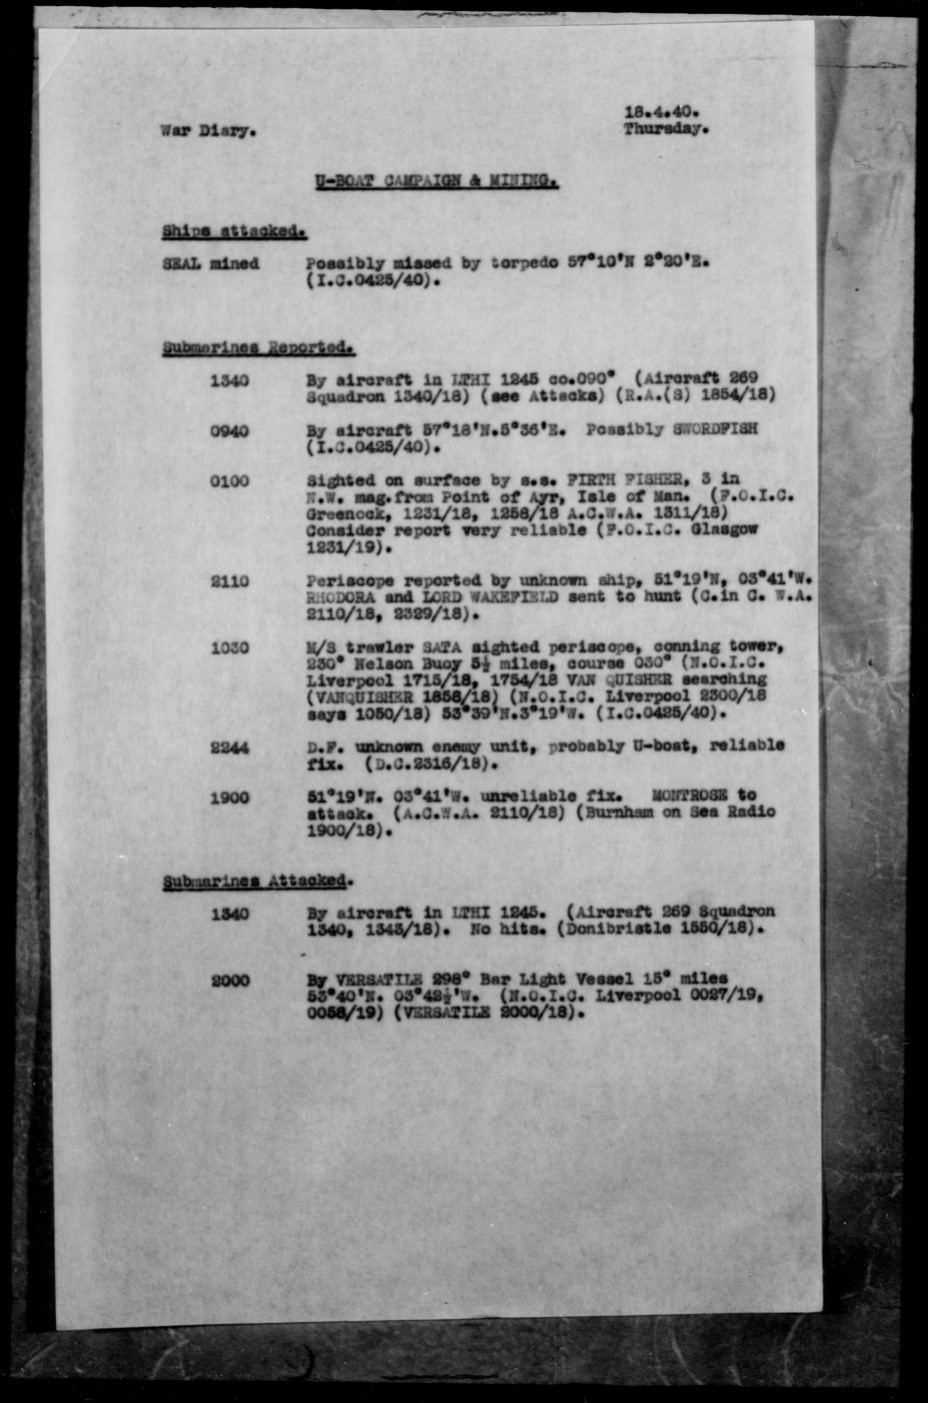 18.4.40.
War Diary.
Thursday.
U-BOAT CAMPAIGN & MINING.
Ships attacked.
SEAL mined Possibly missed by torpedo 57°10'N 2°20'E.
(I.C.0425/40).
Submarines Reported.
1340 By aircraft in LTHI 1245 co.090° (Aircraft 269
Squadron 1340/18) (see Attacks) (R.A.(S) 1854/18)
0940 By aircraft 57°18'N.5°36'E. Possibly SWORDFISH
(I.C.0425/40).
0100 Sighted on surface by s.s. FIRTH FISHER, 3 in
N.W. mag.from Point of Ayr, Isle of Man. (F.O.I.C.
Greenock, 1231/18, 1258/18 A.C.W.A. 1311/18)
Consider report very reliable (F.O.I.C. Glasgow
1231/19).
2110 Periscope reported by unknown ship, 51°19'N, 03°41'W.
RHODORA and LORD WAKEFIELD sent to hunt (C.in C. W.A.
2110/18, 2329/18).
1030 M/S trawler SATA sighted periscope, conning tower,
230° Nelson Buoy 5½ miles, course 030° (N.O.I.C.
Liverpool 1715/18, 1754/18 VAN QUISHER searching
(VANQUISHER 1858/18) (N.O.I.C. Liverpool 2300/18
says 1050/18) 53°39'N.3°19'W. (I.C.0425/40).
2244 D.F. unknown enemy unit, probably U-boat, reliable
fix. (D.C.2316/18).
1900 51°19'N. 03°41'W. unreliable fix. MONTROSE to
attack. (A.C.W.A. 2110/18) (Burnham on Sea Radio
1900/18).
Submarines Attacked.
1340 By aircraft in LTHI 1245. (Aircraft 269 Squadron
1340, 1343/18). No hits. (Donibristle 1550/18).
2000 By VERSATILE 298° Bar Light Vessel 15° miles
53°40'N. 03°42½'W. (N.O.I.C. Liverpool 0027/19,
0058/19) (VERSATILE 2000/18).